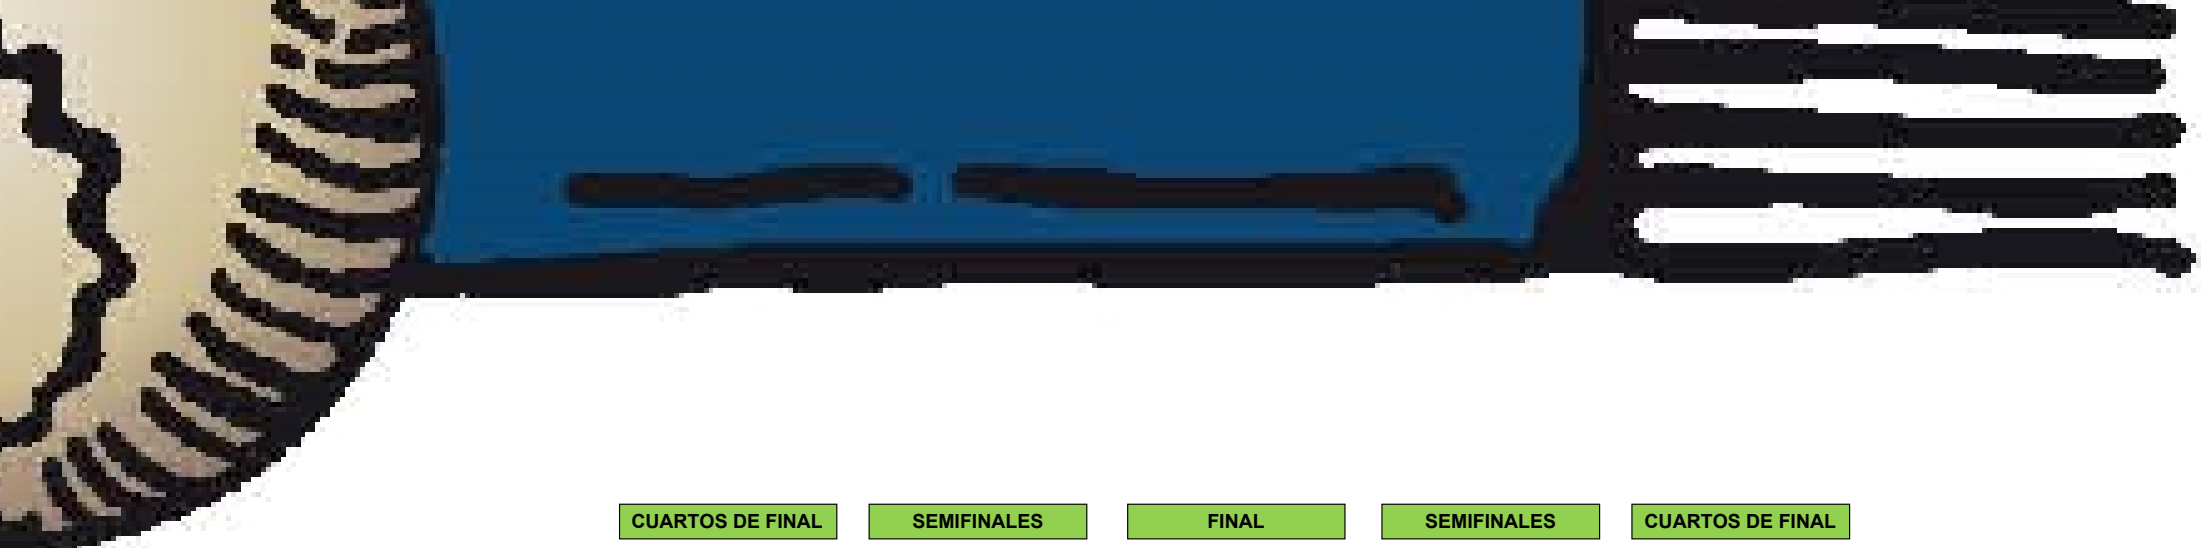 CUARTOS DE FINAL
SEMIFINALES
FINAL
SEMIFINALES
CUARTOS DE FINAL